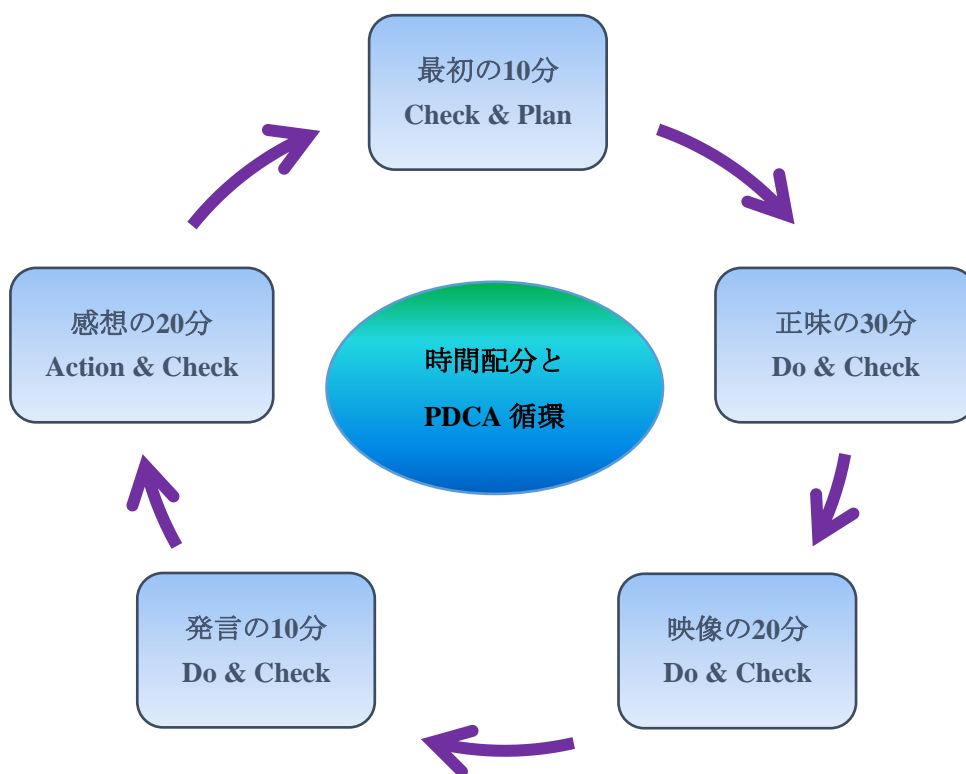 最初の10分
Check & Plan
正味の30分
Do & Check
映像の20分
Do & Check
発言の10分
Do & Check
感想の20分
Action & Check
時間配分と
PDCA 循環